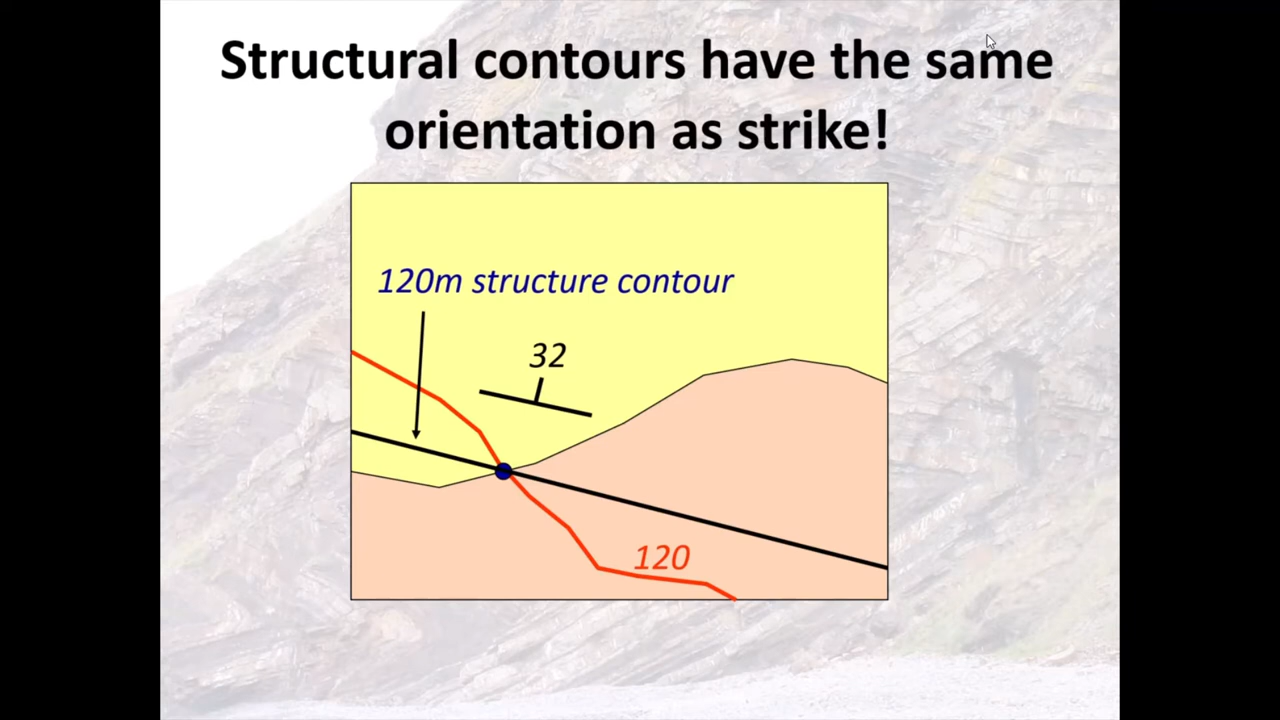 Structural contours have the same
orientation as strike!
120m structure contour
32
120